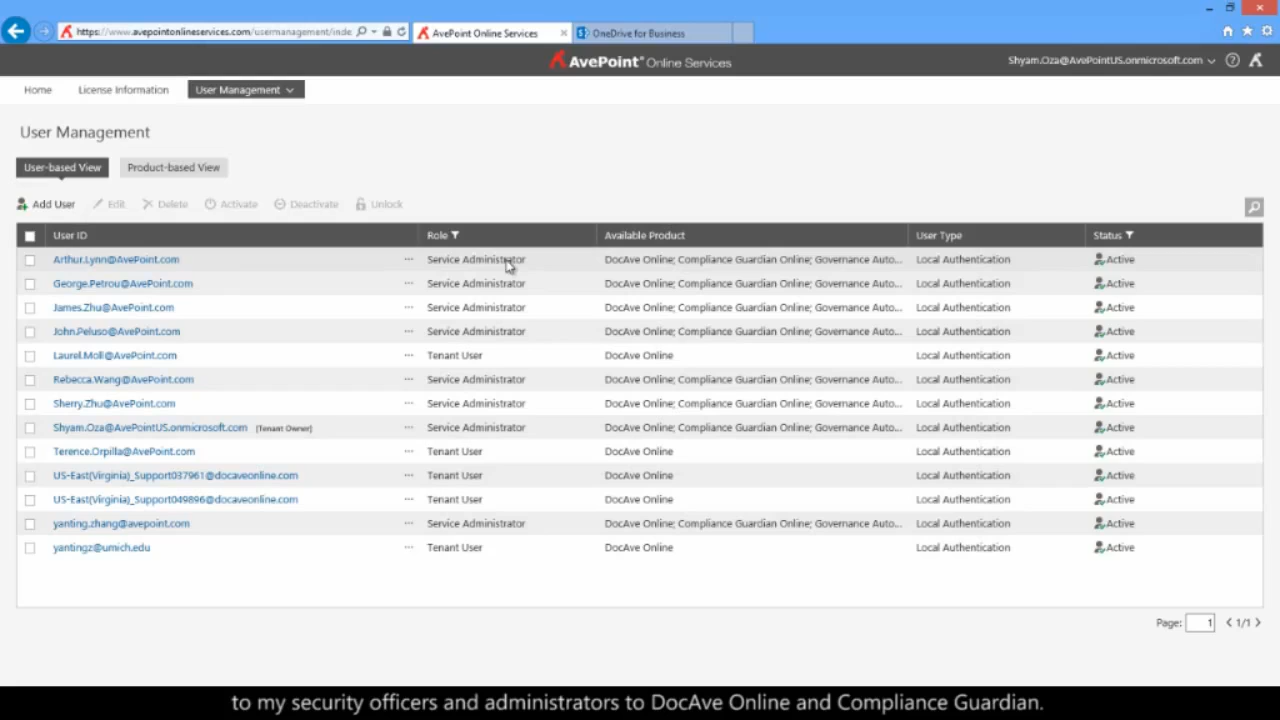 https://www.avepointonlineservices.com/usermanagement/inde
AvePoint Online Services
OneDrive for Business
AvePoint Online Services
Shyam.Oza@AvePointUS.onmicrosoft.com
Home License Information User Management
User Management
User-based View Product-based View
Add User Edit Delete Activate Deactivate Unlock
User ID Role Available Product User Type Status
Arthur.Lynn@AvePoint.com ... Service Administrator DocAve Online; Compliance Guardian Online; Governance Auto... Local Authentication Active
George.Petrou@AvePoint.com ... Service Administrator DocAve Online; Compliance Guardian Online; Governance Auto... Local Authentication Active
James.Zhu@AvePoint.com ... Service Administrator DocAve Online; Compliance Guardian Online; Governance Auto... Local Authentication Active
John.Peluso@AvePoint.com ... Service Administrator DocAve Online; Compliance Guardian Online; Governance Auto... Local Authentication Active
Laurel.Moll@AvePoint.com ... Tenant User DocAve Online Local Authentication Active
Rebecca.Wang@AvePoint.com ... Service Administrator DocAve Online; Compliance Guardian Online; Governance Auto... Local Authentication Active
Sherry.Zhu@AvePoint.com ... Service Administrator DocAve Online; Compliance Guardian Online; Governance Auto... Local Authentication Active
Shyam.Oza@AvePointUS.onmicrosoft.com [Tenant Owner] ... Service Administrator DocAve Online; Compliance Guardian Online; Governance Auto... Local Authentication Active
Terence.Orpilla@AvePoint.com ... Tenant User DocAve Online Local Authentication Active
US-East(Virginia)_Support037961@docaveonline.com ... Tenant User DocAve Online Local Authentication Active
US-East(Virginia)_Support049896@docaveonline.com ... Tenant User DocAve Online Local Authentication Active
yanting.zhang@avepoint.com ... Service Administrator DocAve Online; Compliance Guardian Online; Governance Auto... Local Authentication Active
yantingz@umich.edu ... Tenant User DocAve Online Local Authentication Active
Page: 1 < 1/1 >
to my security officers and administrators to DocAve Online and Compliance Guardian.